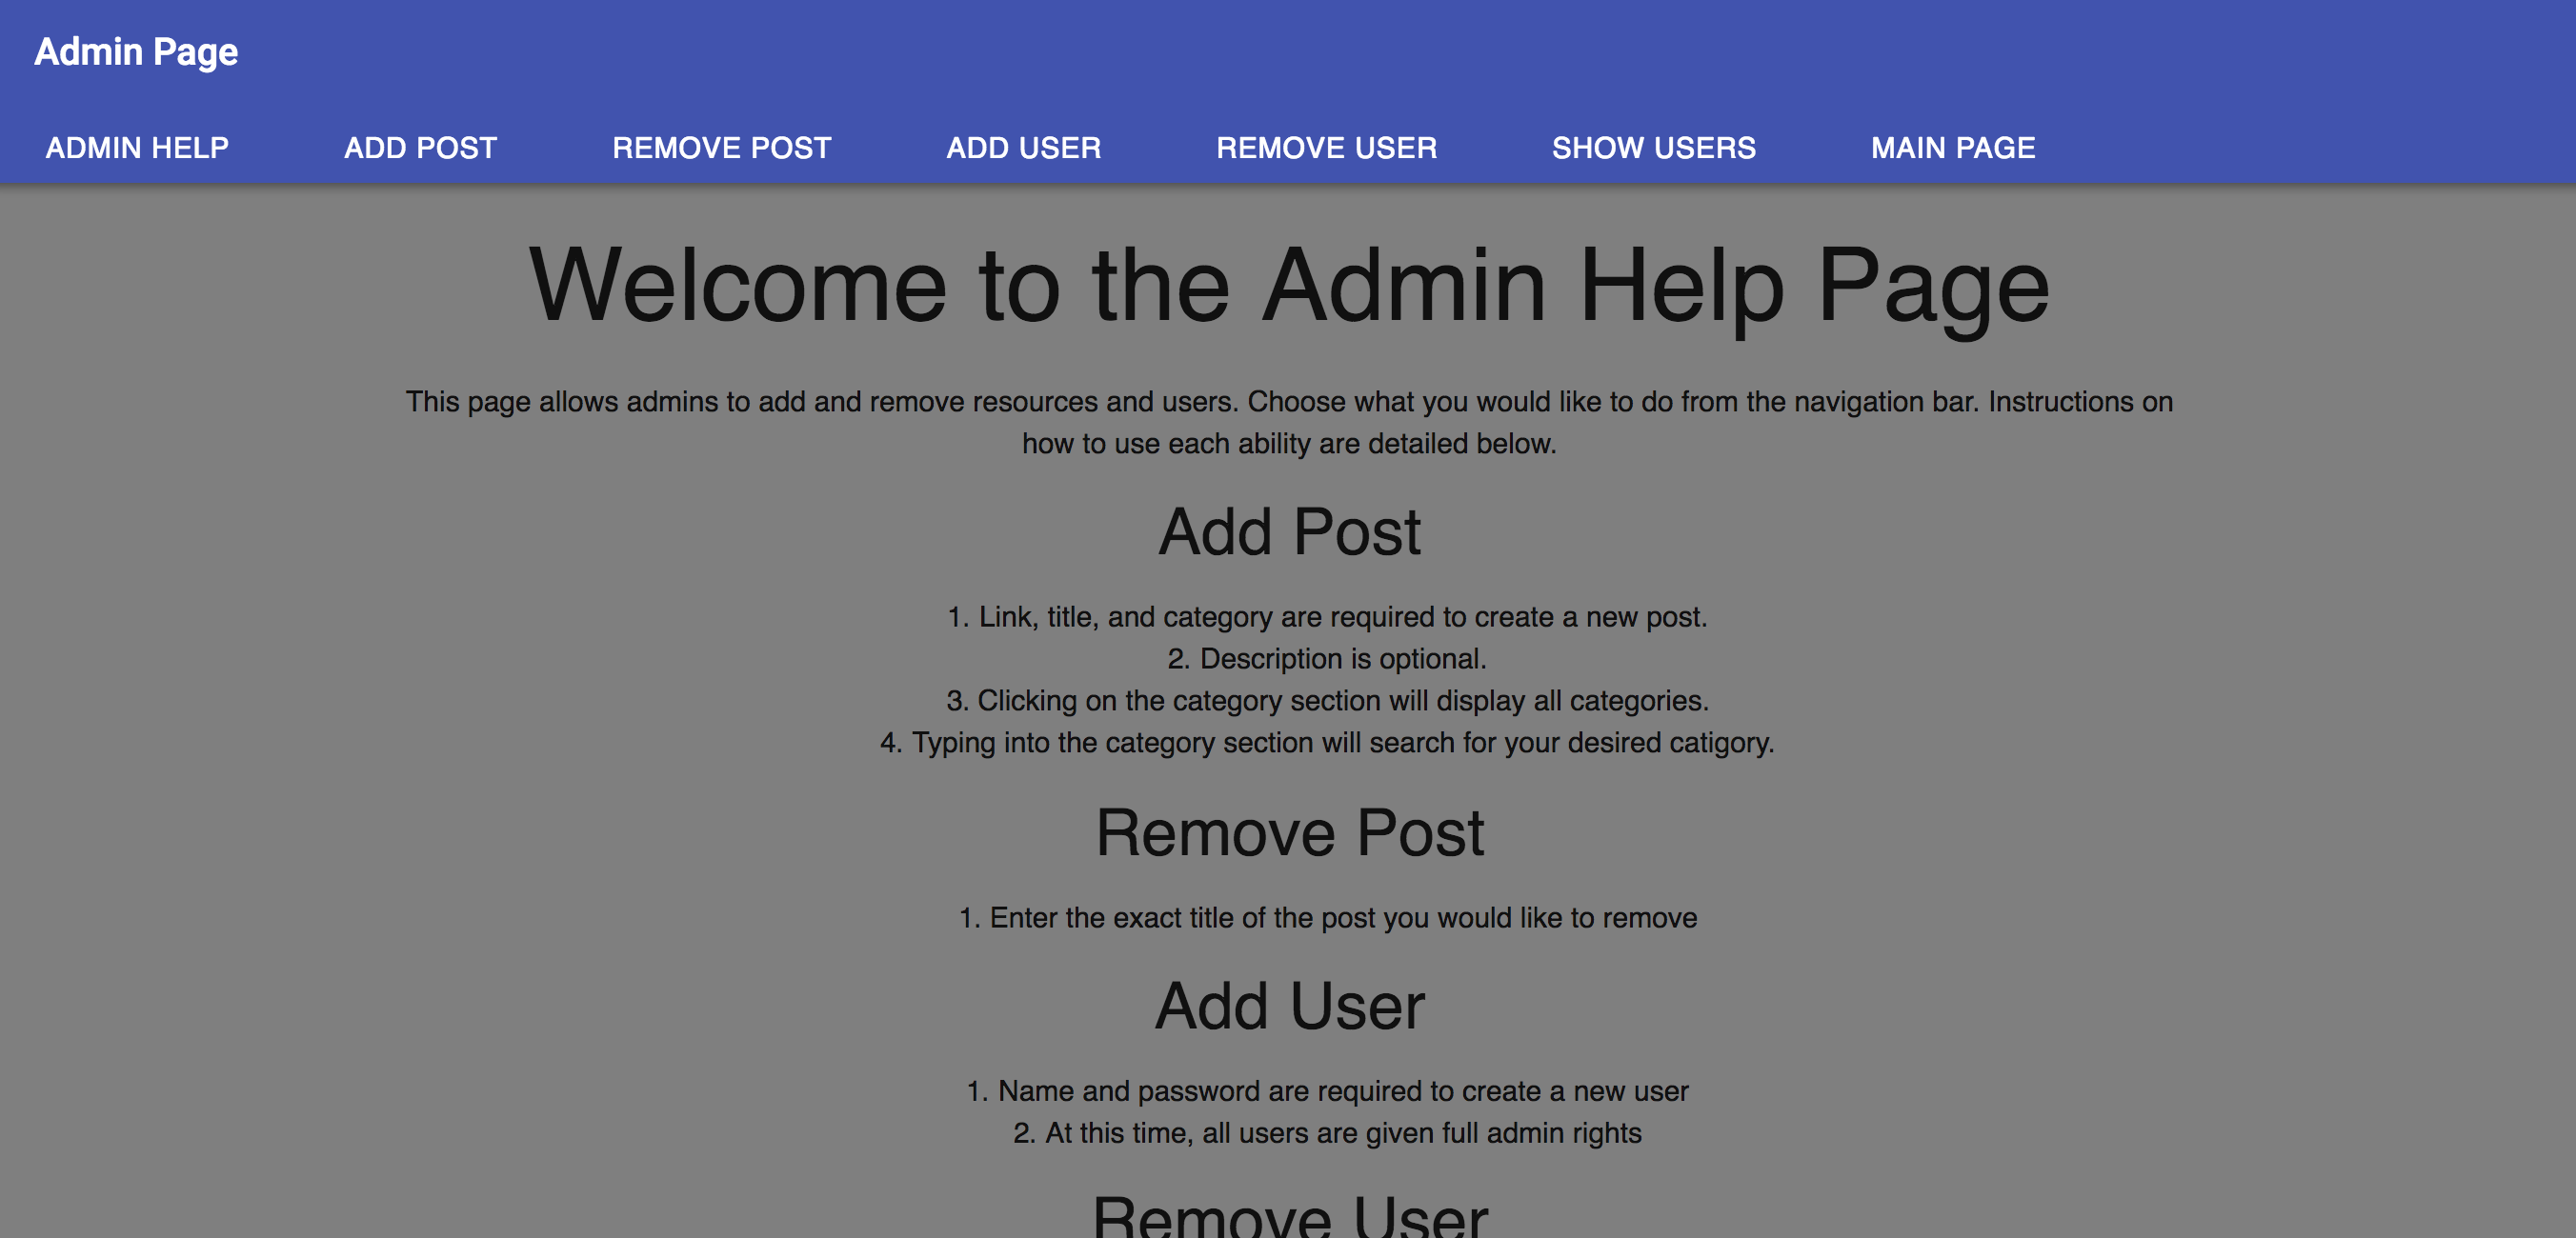 Admin Page
ADMIN HELP ADD POST REMOVE POST ADD USER REMOVE USER SHOW USERS MAIN PAGE
Welcome to the Admin Help Page
This page allows admins to add and remove resources and users. Choose what you would like to do from the navigation bar. Instructions on
how to use each ability are detailed below.
Add Post
1. Link, title, and category are required to create a new post.
2. Description is optional.
3. Clicking on the category section will display all categories.
4. Typing into the category section will search for your desired catigory.
Remove Post
1. Enter the exact title of the post you would like to remove
Add User
1. Name and password are required to create a new user
2. At this time, all users are given full admin rights
Remove User